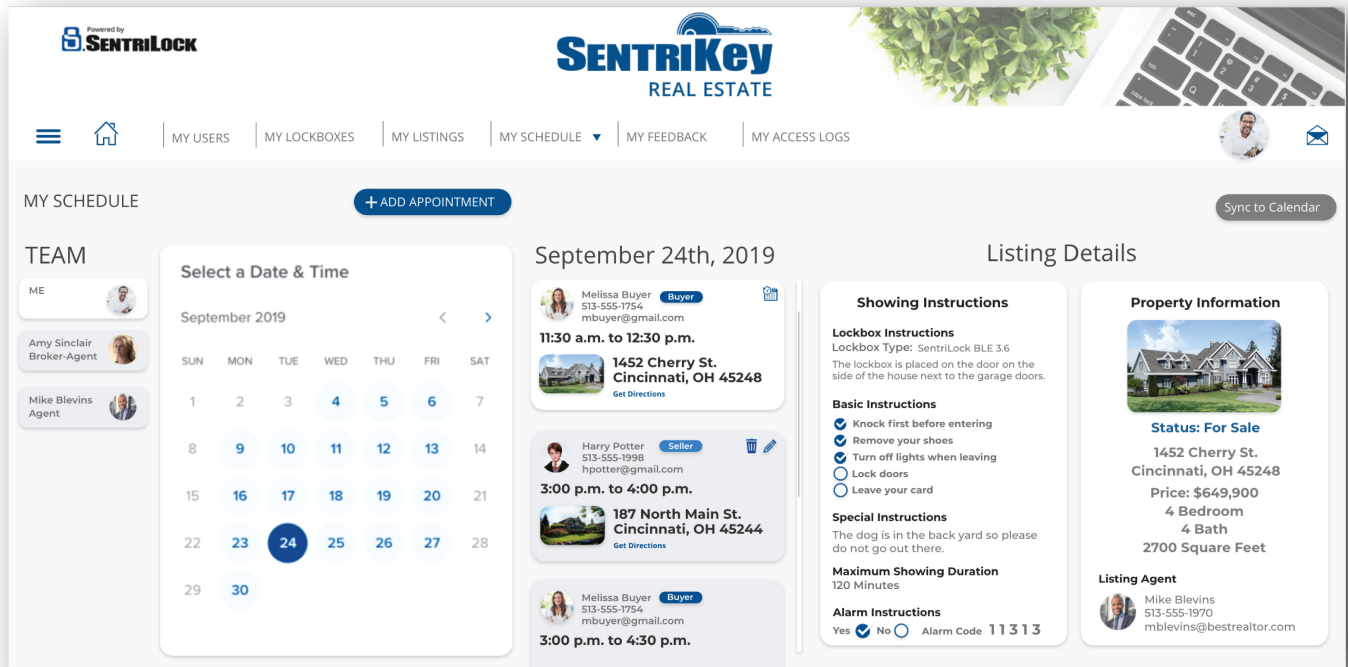 Powered by
SENTRILOCK
SENTRIKEY
REAL ESTATE
MY USERS
MY LOCKBOXES
MY LISTINGS
MY SCHEDULE
MY FEEDBACK
MY ACCESS LOGS
MY SCHEDULE
+ ADD APPOINTMENT
Sync to Calendar
TEAM
ME
Amy Sinclair
Broker-Agent
Mike Blevins
Agent
Select a Date & Time
September 2019
SUN MON TUE WED THU FRI SAT
1 2 3 4 5 6 7
8 9 10 11 12 13 14
15 16 17 18 19 20 21
22 23 24 25 26 27 28
29 30
September 24th, 2019
Melissa Buyer Buyer
513-555-1754
mbuyer@gmail.com
11:30 a.m. to 12:30 p.m.
1452 Cherry St.
Cincinnati, OH 45248
Get Directions
Harry Potter Seller
513-555-1998
hpotter@gmail.com
3:00 p.m. to 4:00 p.m.
187 North Main St.
Cincinnati, OH 45244
Get Directions
Melissa Buyer Buyer
513-555-1754
mbuyer@gmail.com
3:00 p.m. to 4:30 p.m.
Listing Details
Showing Instructions
Lockbox Instructions
Lockbox Type: SentriLock BLE 3.6
The lockbox is placed on the door on the
side of the house next to the garage doors.
Basic Instructions
Knock first before entering
Remove your shoes
Turn off lights when leaving
Lock doors
Leave your card
Special Instructions
The dog is in the back yard so please
do not go out there.
Maximum Showing Duration
120 Minutes
Alarm Instructions
Yes No Alarm Code 11313
Property Information
Status: For Sale
1452 Cherry St.
Cincinnati, OH 45248
Price: $649,900
4 Bedroom
4 Bath
2700 Square Feet
Listing Agent
Mike Blevins
513-555-1970
mblevins@bestrealtor.com